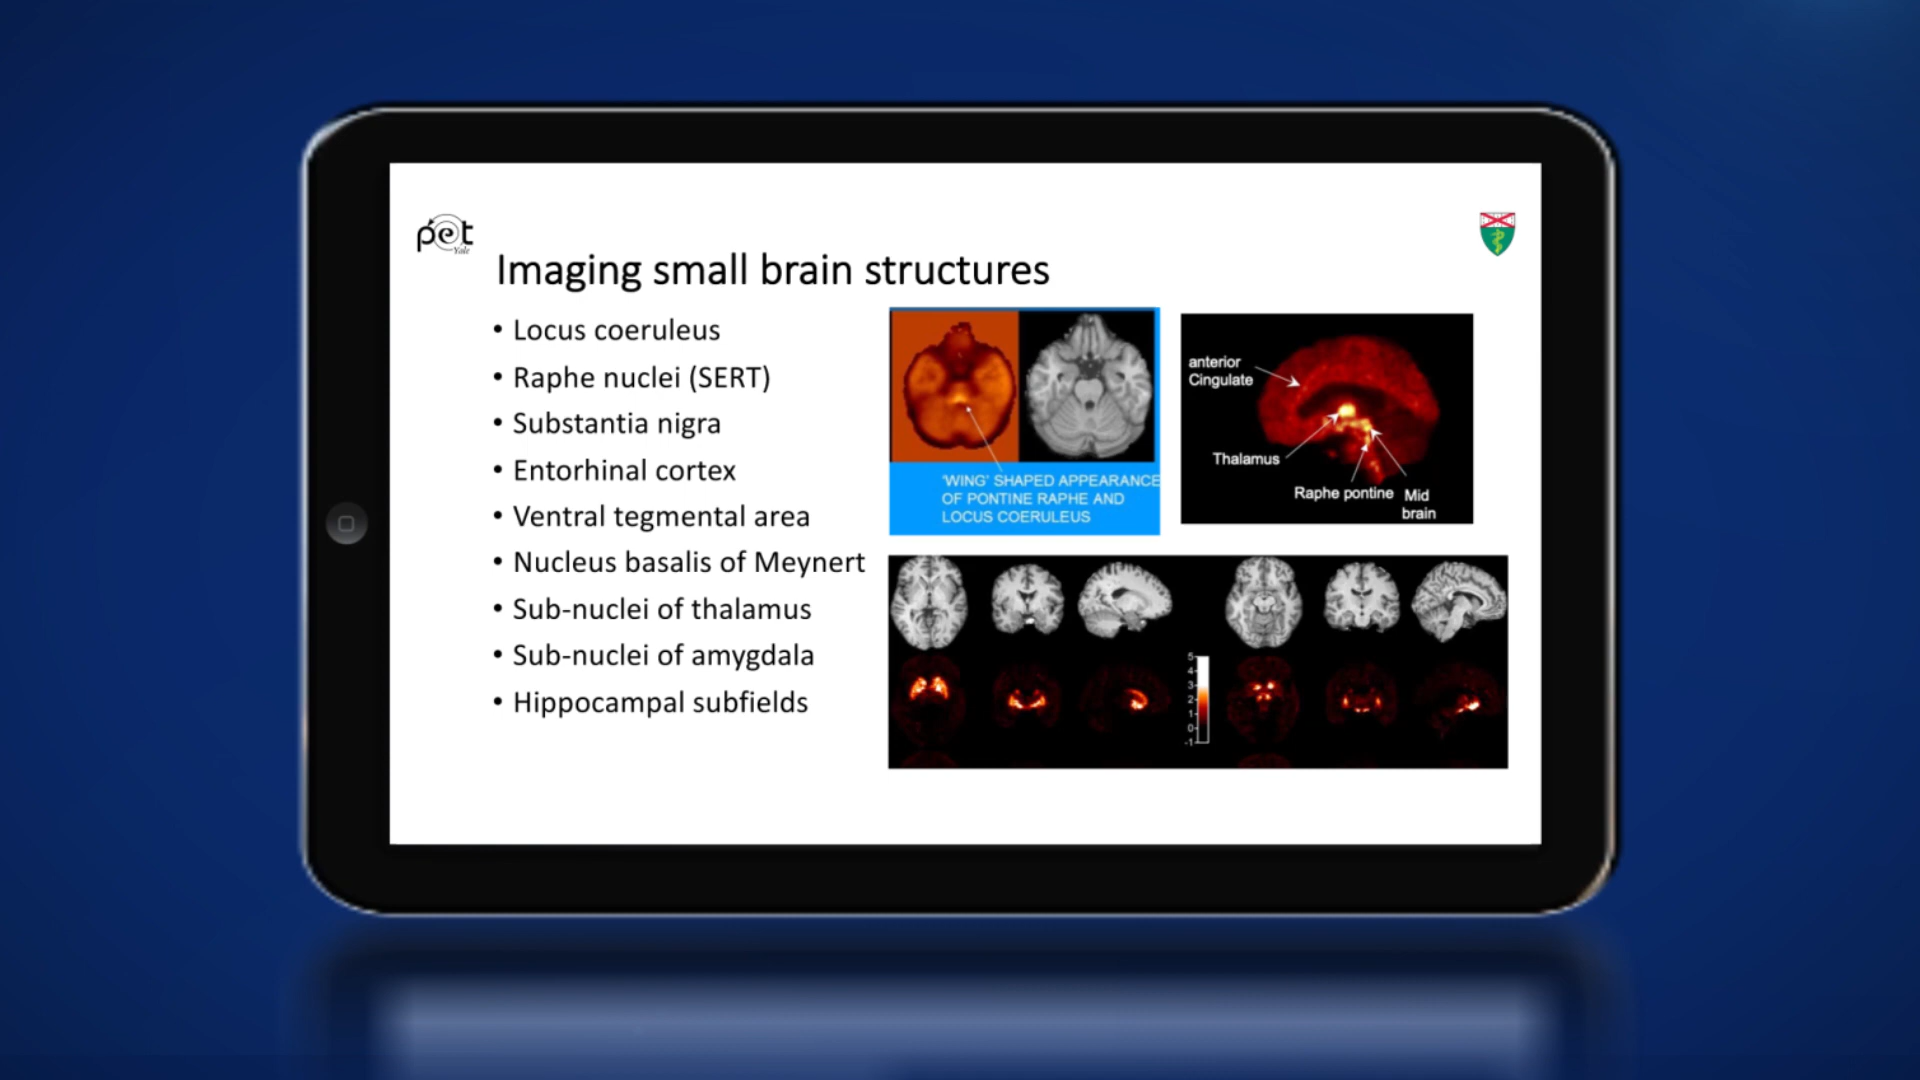 pet
Yale
Imaging small brain structures
• Locus coeruleus
• Raphe nuclei (SERT)
• Substantia nigra
• Entorhinal cortex
• Ventral tegmental area
• Nucleus basalis of Meynert
• Sub-nuclei of thalamus
• Sub-nuclei of amygdala
• Hippocampal subfields
'WING' SHAPED APPEARANCE
OF PONTINE RAPHE AND
LOCUS COERULEUS
anterior
Cingulate
Thalamus
Raphe pontine
Mid
brain
5
4
3
2
1
0
-1